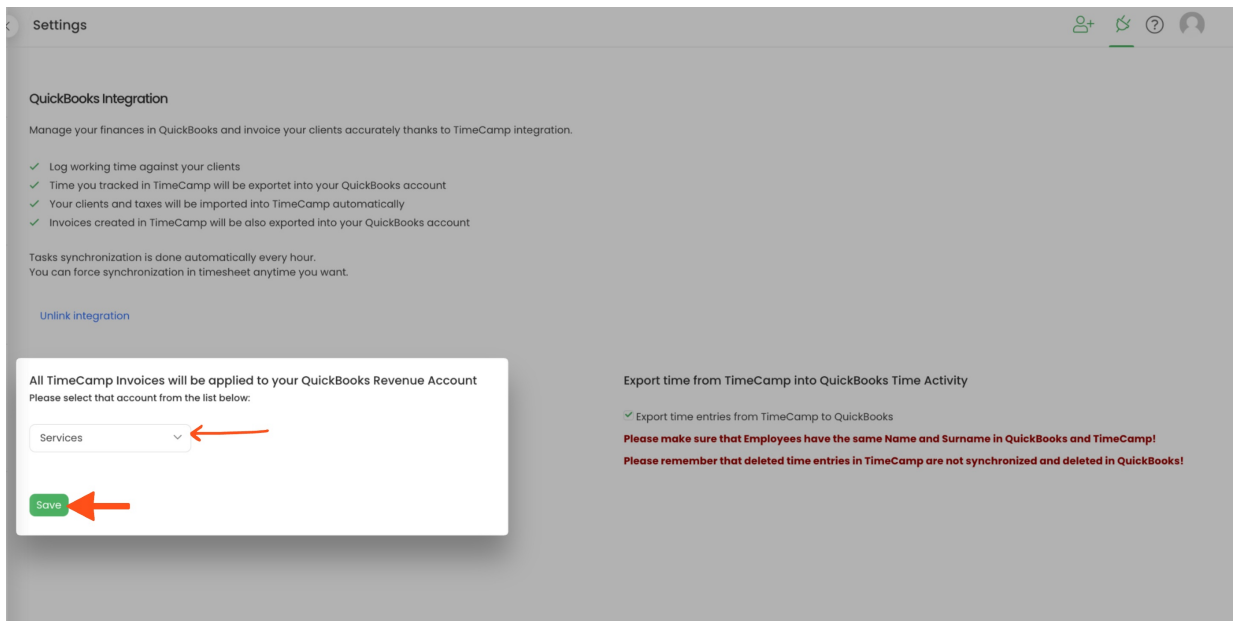 Settings
QuickBooks Integration
Manage your finances in QuickBooks and invoice your clients accurately thanks to TimeCamp integration.
Log working time against your clients
Time you tracked in TimeCamp will be exportet into your QuickBooks account
Your clients and taxes will be imported into TimeCamp automatically
Invoices created in TimeCamp will be also exported into your QuickBooks account
Tasks synchronization is done automatically every hour.
You can force synchronization in timesheet anytime you want.
Unlink integration
All TimeCamp Invoices will be applied to your QuickBooks Revenue Account
Please select that account from the list below:
Services
Save
Export time from TimeCamp into QuickBooks Time Activity
Export time entries from TimeCamp to QuickBooks
Please make sure that Employees have the same Name and Surname in QuickBooks and TimeCamp!
Please remember that deleted time entries in TimeCamp are not synchronized and deleted in QuickBooks!